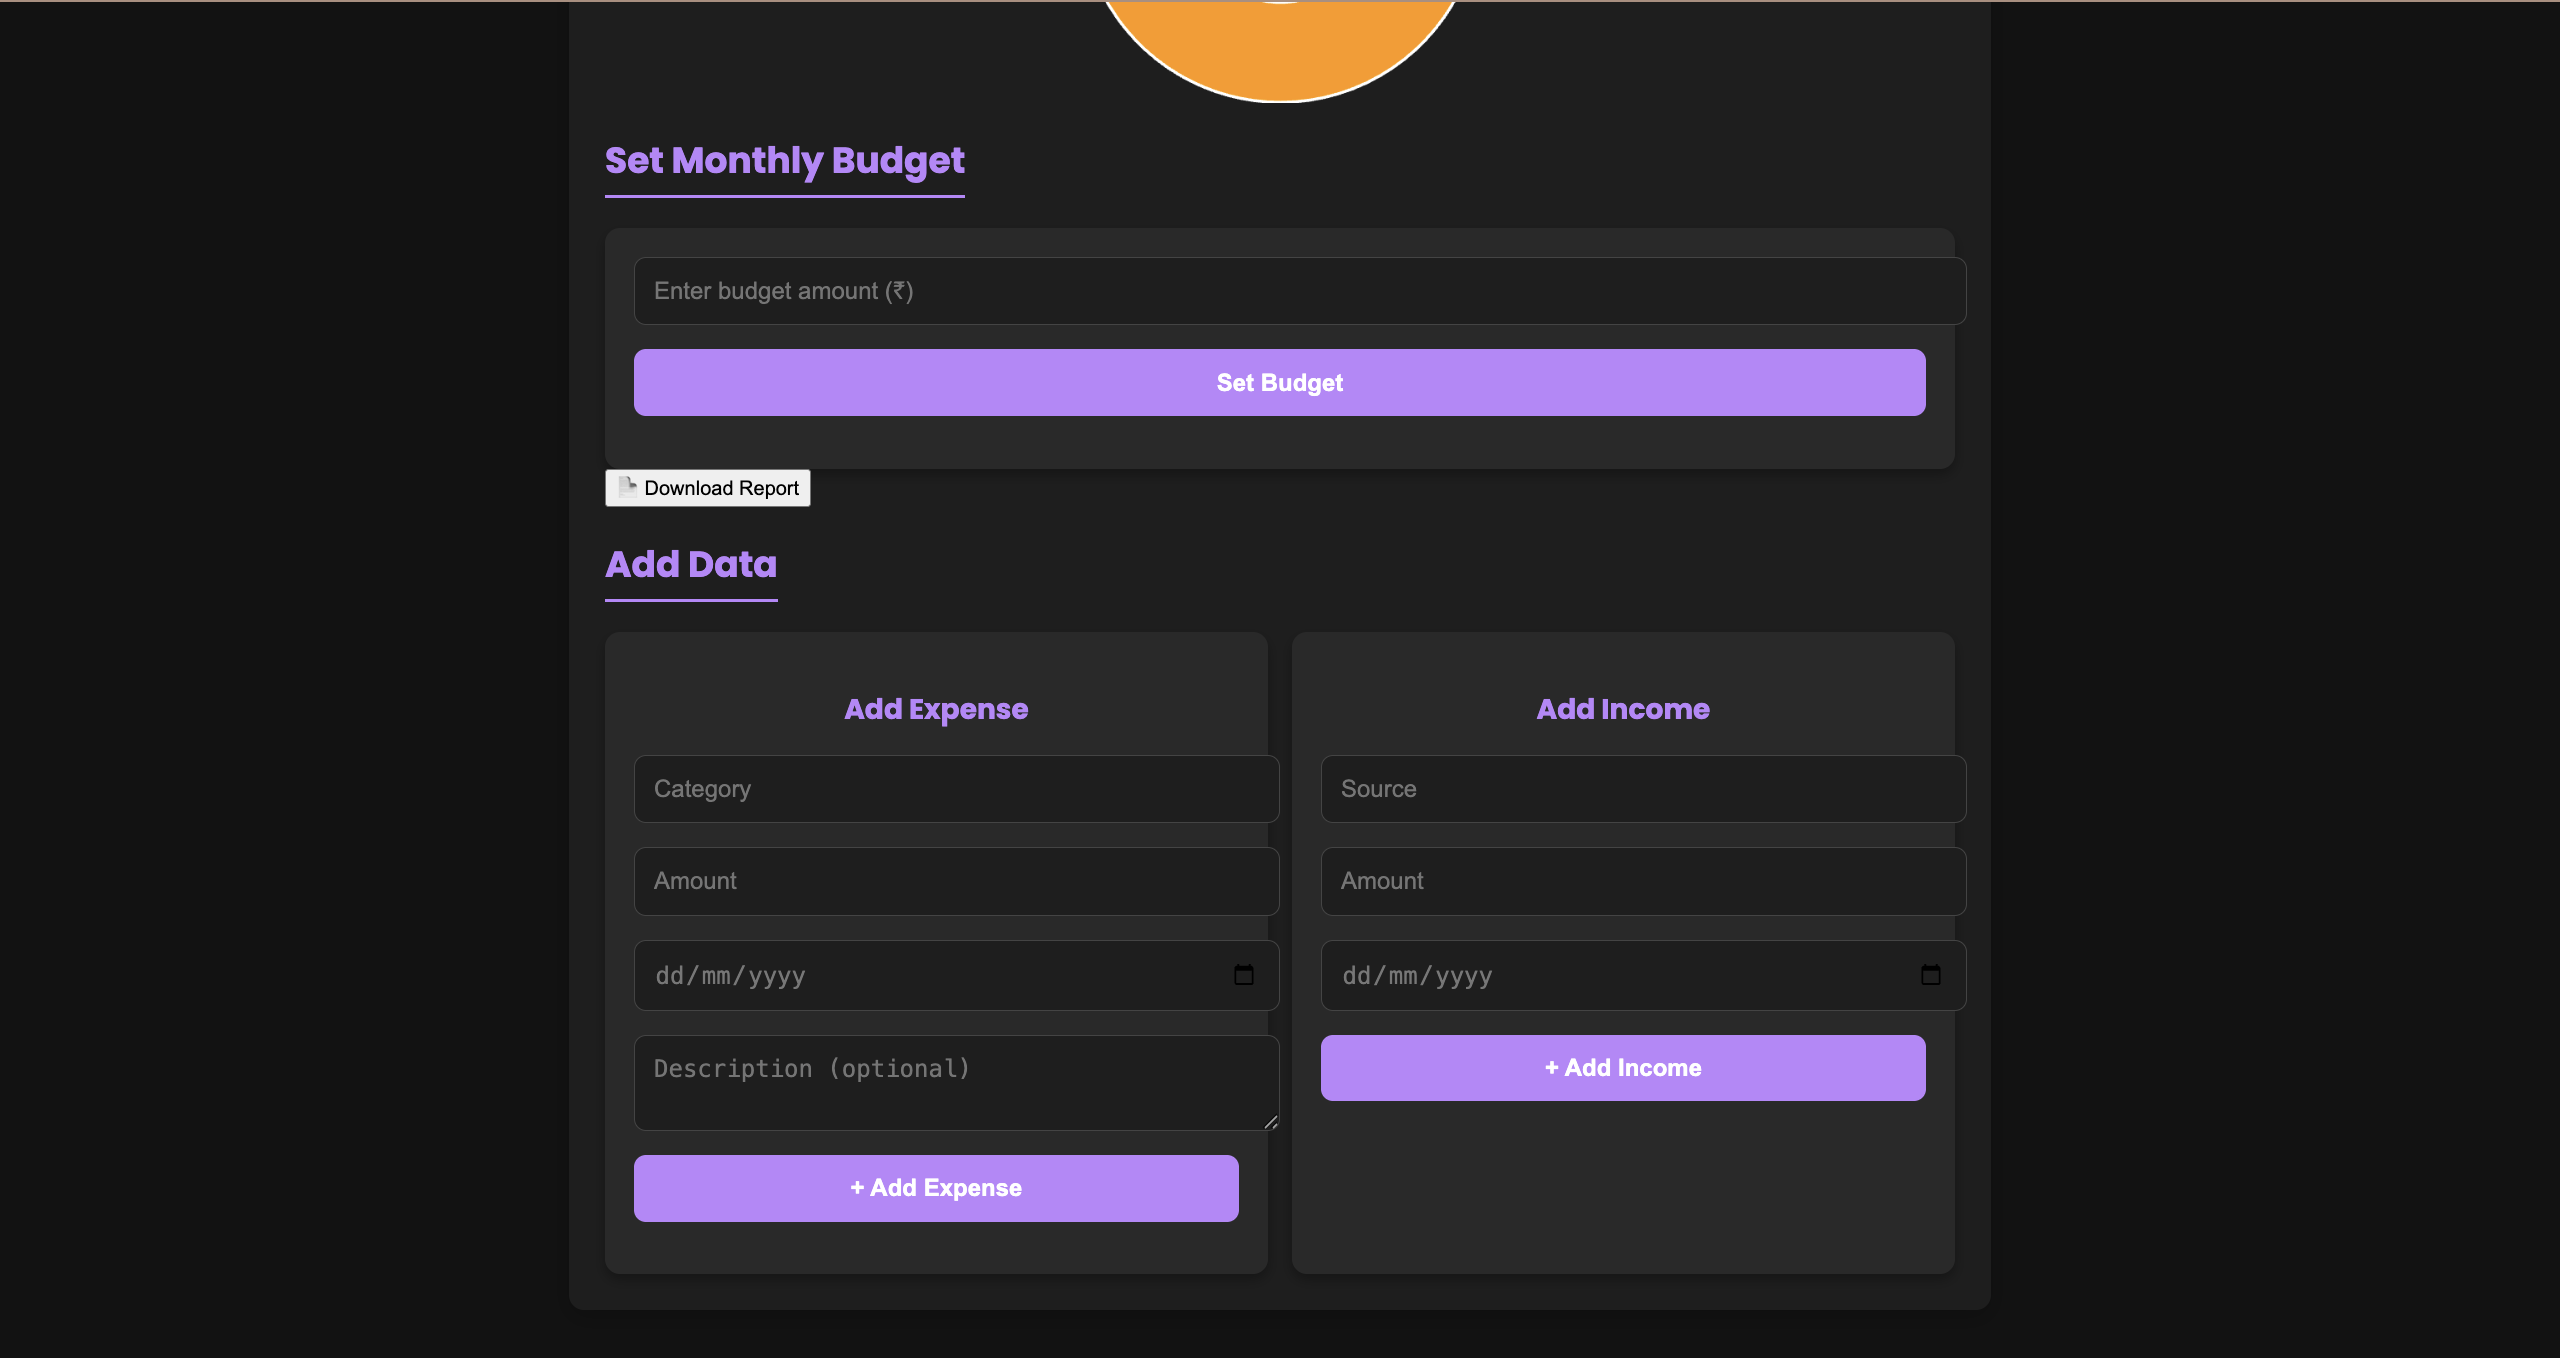 Set Monthly Budget
Enter budget amount (₹)
Set Budget
Download Report
Add Data
Add Expense
Category
Amount
dd/mm/yyyy
Description (optional)
+ Add Expense
Add Income
Source
Amount
dd/mm/yyyy
+ Add Income